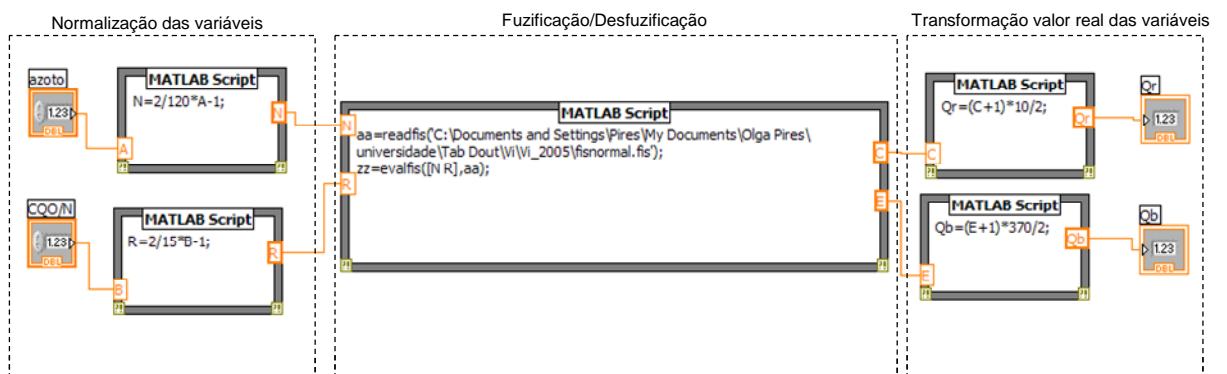 Normalização das variáveis
Fuzificação/Desfuzificação
Transformação valor real das variáveis
azoto
1.23
DBL
MATLAB Script
N=2/120*A-1;
A
N
CQO/N
1.23
DBL
MATLAB Script
R=2/15*B-1;
B
R
MATLAB Script
N
R
aa=readfis('C:\Documents and Settings\Pires\My Documents\Olga Pires\
universidade\Tab Dout\Vi\Vi_2005\fisnormal.fis');
zz=evalfis([N R],aa);
C
E
MATLAB Script
Qr=(C+1)*10/2;
C
Qr
Qr
1.23
MATLAB Script
Qb=(E+1)*370/2;
E
Qb
Qb
1.23